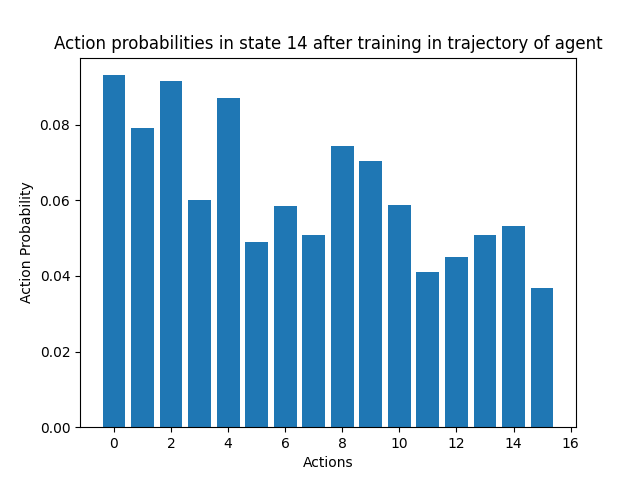 Action probabilities in state 14 after training in trajectory of agent
Action Probability
0.08
0.06
0.04
0.02
0.00
0 2 4 6 8 10 12 14 16
Actions